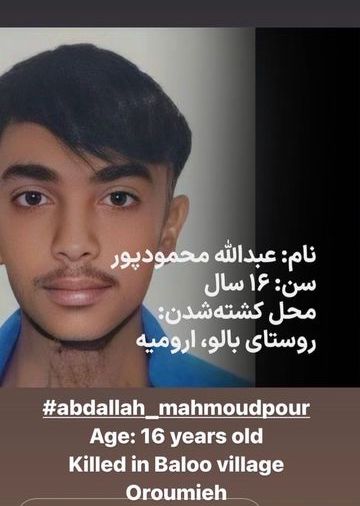 نام: عبدالله محمودپور
سن: ۱۶ سال
محل کشته‌شدن:
روستای بالو، ارومیه
#abdallah_mahmoudpour
Age: 16 years old
Killed in Baloo village
Oroumieh